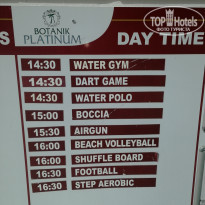 S BOTANIK PLATINUM DAY TIME
TOP Hotels
ФОТО ТУРИСТА
14:30 WATER GYM
14:30 DART GAME
14:30 WATER POLO
15:00 BOCCIA
15:30 AIRGUN
16:00 BEACH VOLLEYBALL
16:00 SHUFFLE BOARD
16:30 FOOTBALL
16:30 STEP AEROBIC